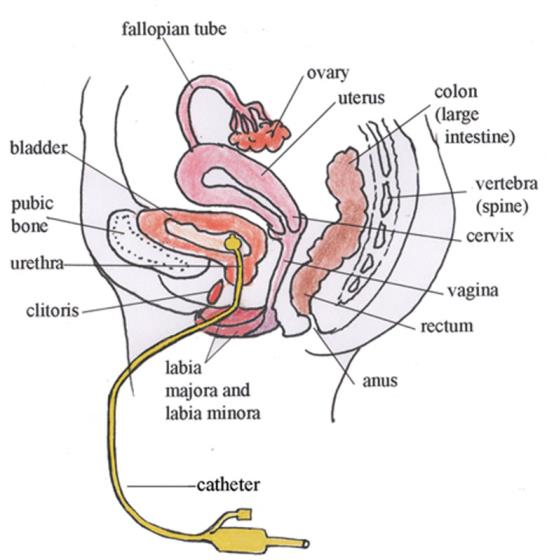 fallopian tube
ovary
uterus
colon
(large
intestine)
bladder
vertebra
(spine)
pubic
bone
cervix
urethra
vagina
clitoris
rectum
labia
majora and
labia minora
anus
catheter